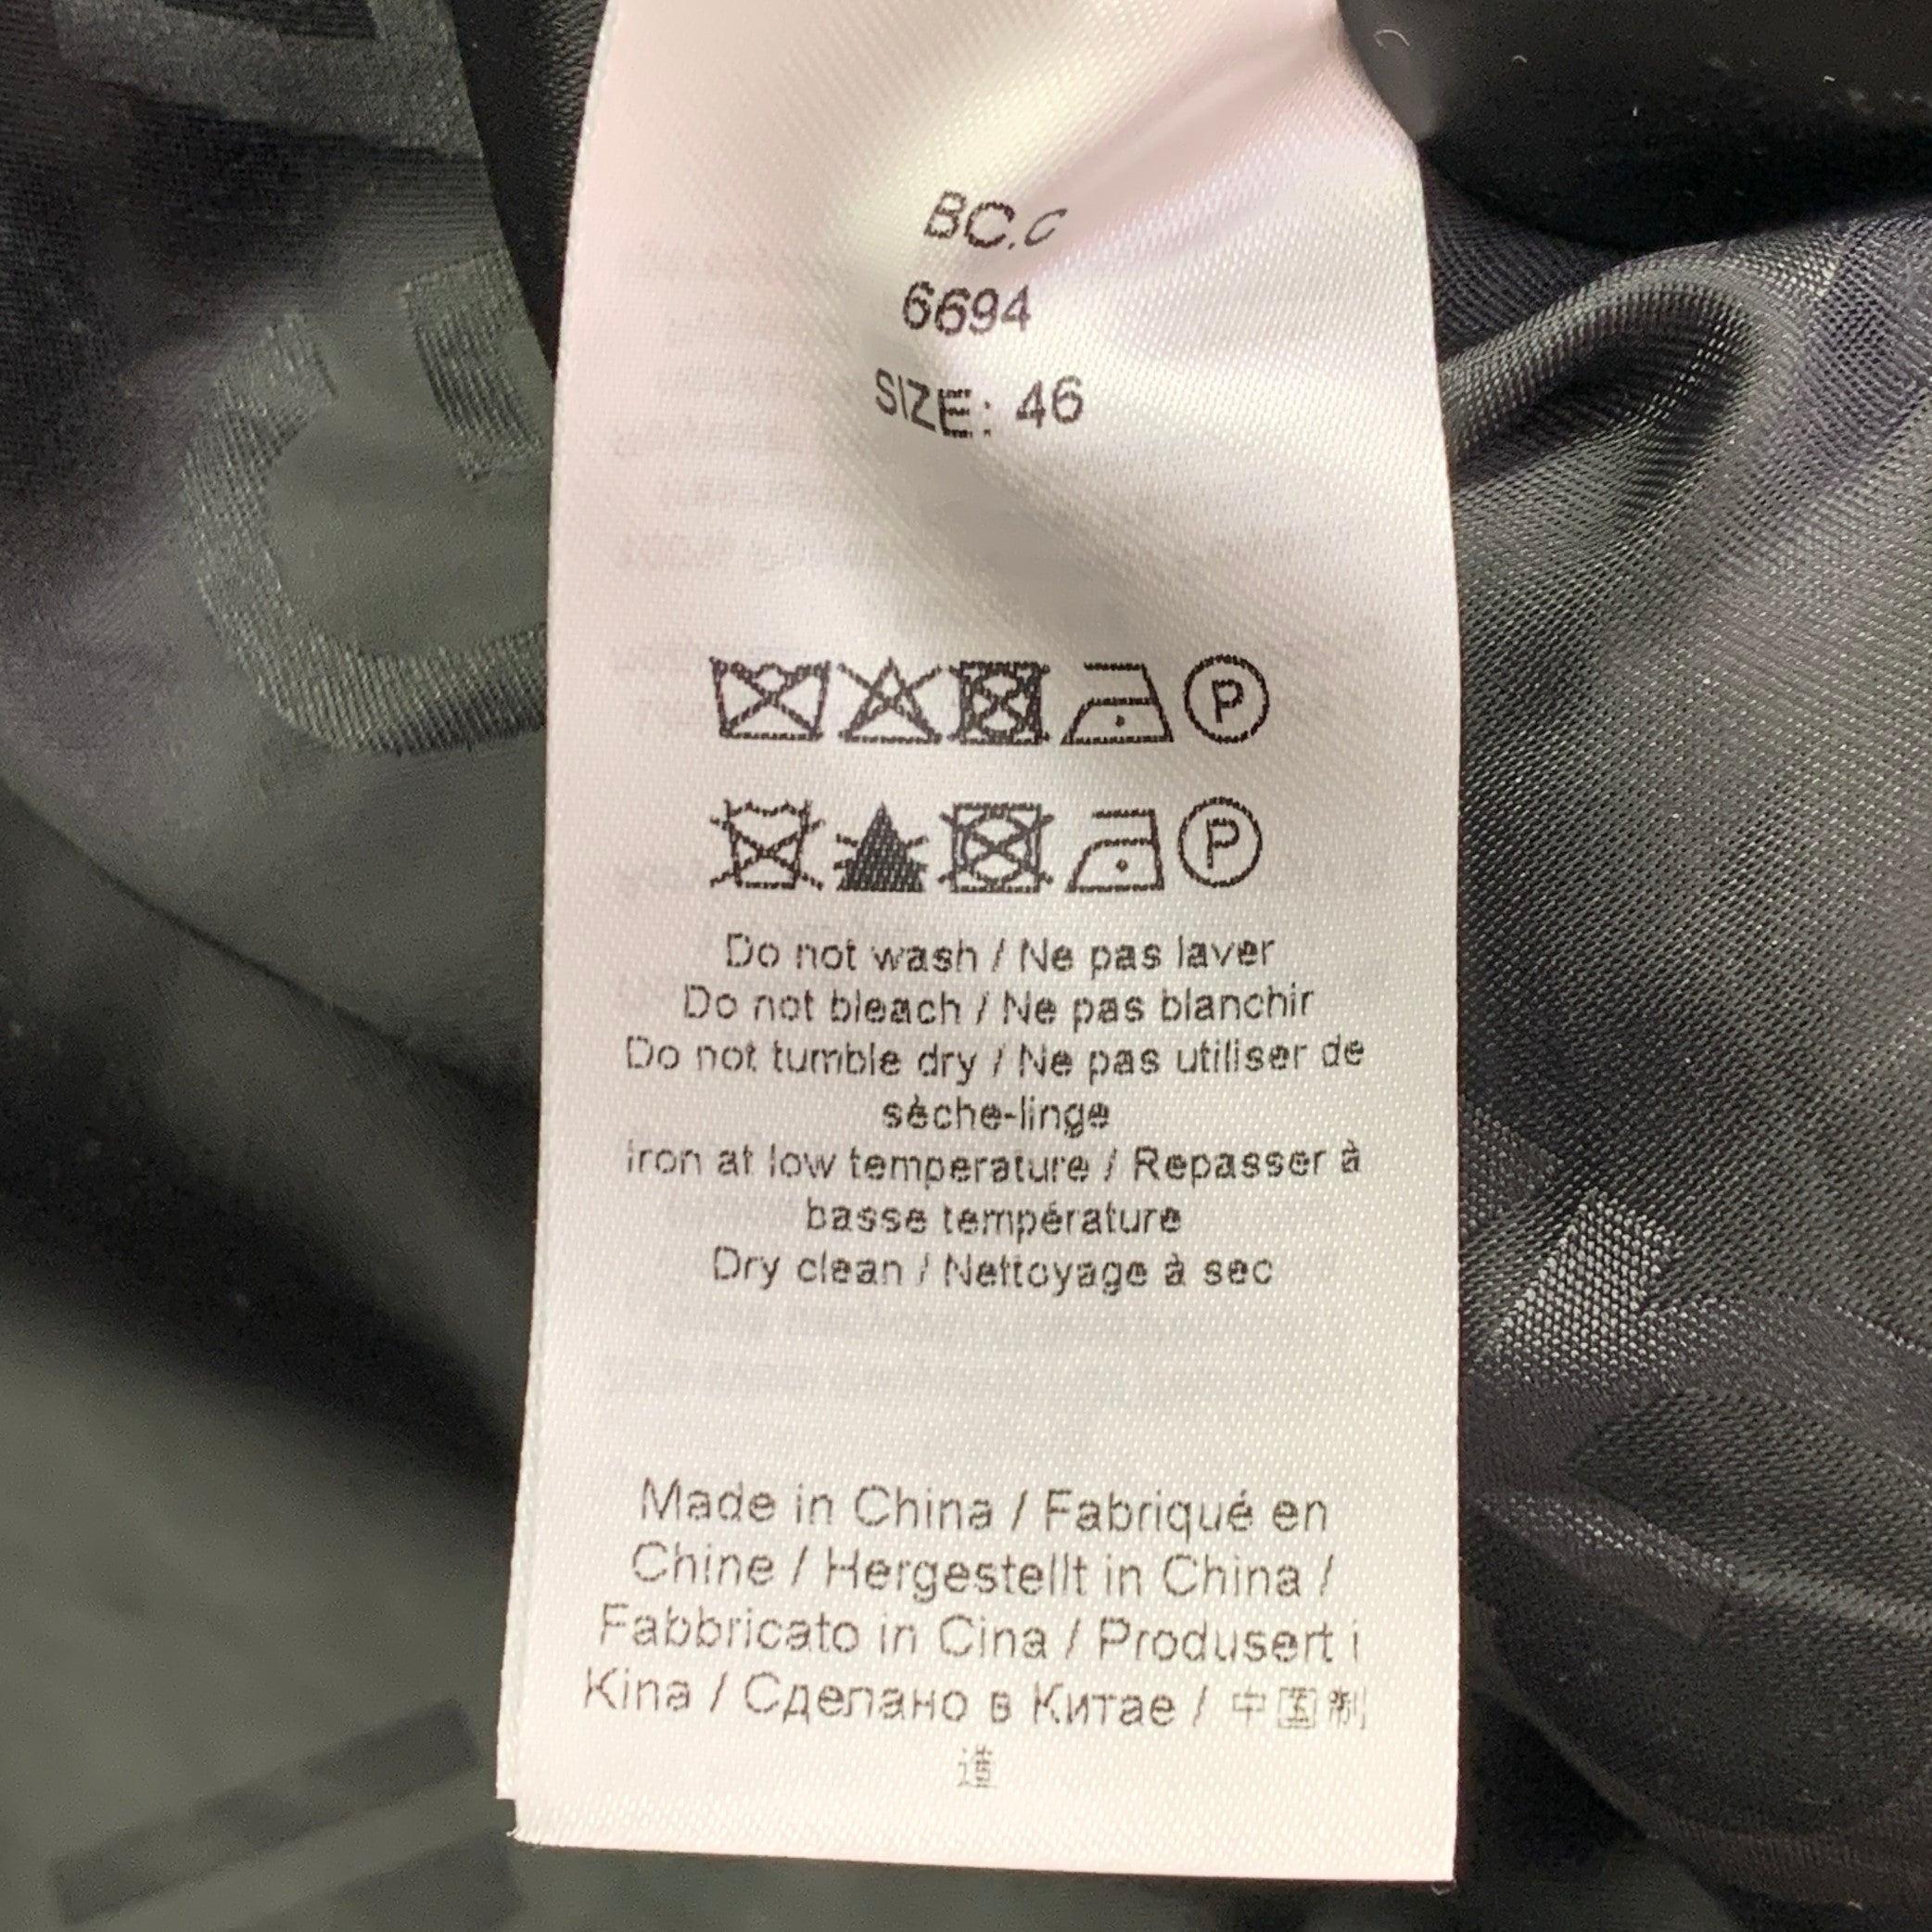 BC.C
6694
SIZE: 46
P
P
Do not wash / Ne pas laver
Do not bleach / Ne pas blanchir
Do not tumble dry / Ne pas utiliser de
sèche-linge
Iron at low temperature / Repasser à
basse température
Dry clean / Nettoyage à sec
Made in China / Fabriqué en
Chine / Hergestellt in China /
Fabbricato in Cina / Produsert i
Kina / Сделано в Китае / 中国制
造